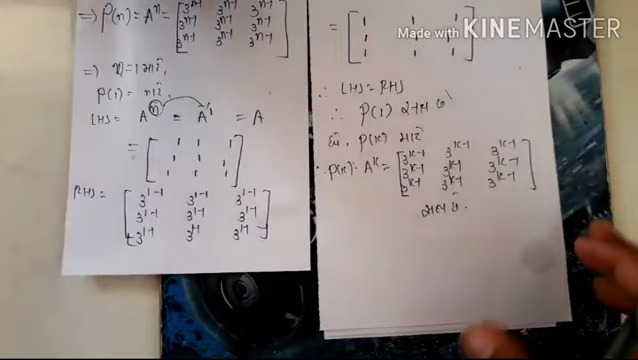 ⇒ P(n) = Aⁿ = [ 3ⁿ⁻¹ 3ⁿ⁻¹ 3ⁿ⁻¹
3ⁿ⁻¹ 3ⁿ⁻¹ 3ⁿ⁻¹
3ⁿ⁻¹ 3ⁿ⁻¹ 3ⁿ⁻¹ ]
⇒ n=1 માટે,
P(1) = માટે.
LHS = Aⁿ = A¹ = A
= [ 1 1 1
1 1 1
1 1 1 ]
RHS = [ 3¹⁻¹ 3¹⁻¹ 3¹⁻¹
3¹⁻¹ 3¹⁻¹ 3¹⁻¹
3¹⁻¹ 3¹⁻¹ 3¹⁻¹ ]
= [ 1 1 1
1 1 1
1 1 1 ]
∴ LHS = RHS
∴ P(1) સત્ય છે
P(k) માટે
∴ P(k): Aᵏ = [ 3ᵏ⁻¹ 3ᵏ⁻¹ 3ᵏ⁻¹
3ᵏ⁻¹ 3ᵏ⁻¹ 3ᵏ⁻¹
3ᵏ⁻¹ 3ᵏ⁻¹ 3ᵏ⁻¹ ]
સત્ય છે.
Made with KINEMASTER